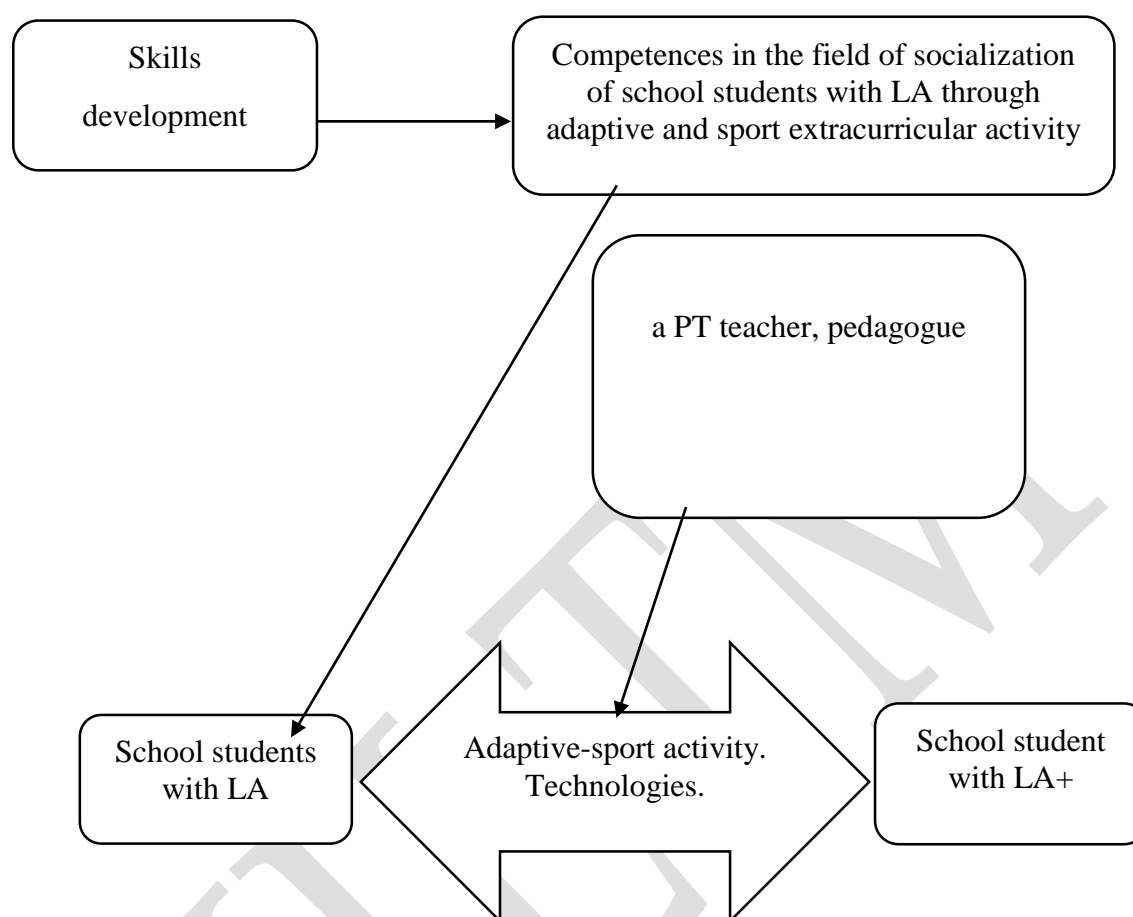 Skills
development
Competences in the field of socialization
of school students with LA through
adaptive and sport extracurricular activity
a PT teacher, pedagogue
School students
with LA
Adaptive-sport activity.
Technologies.
School student
with LA+